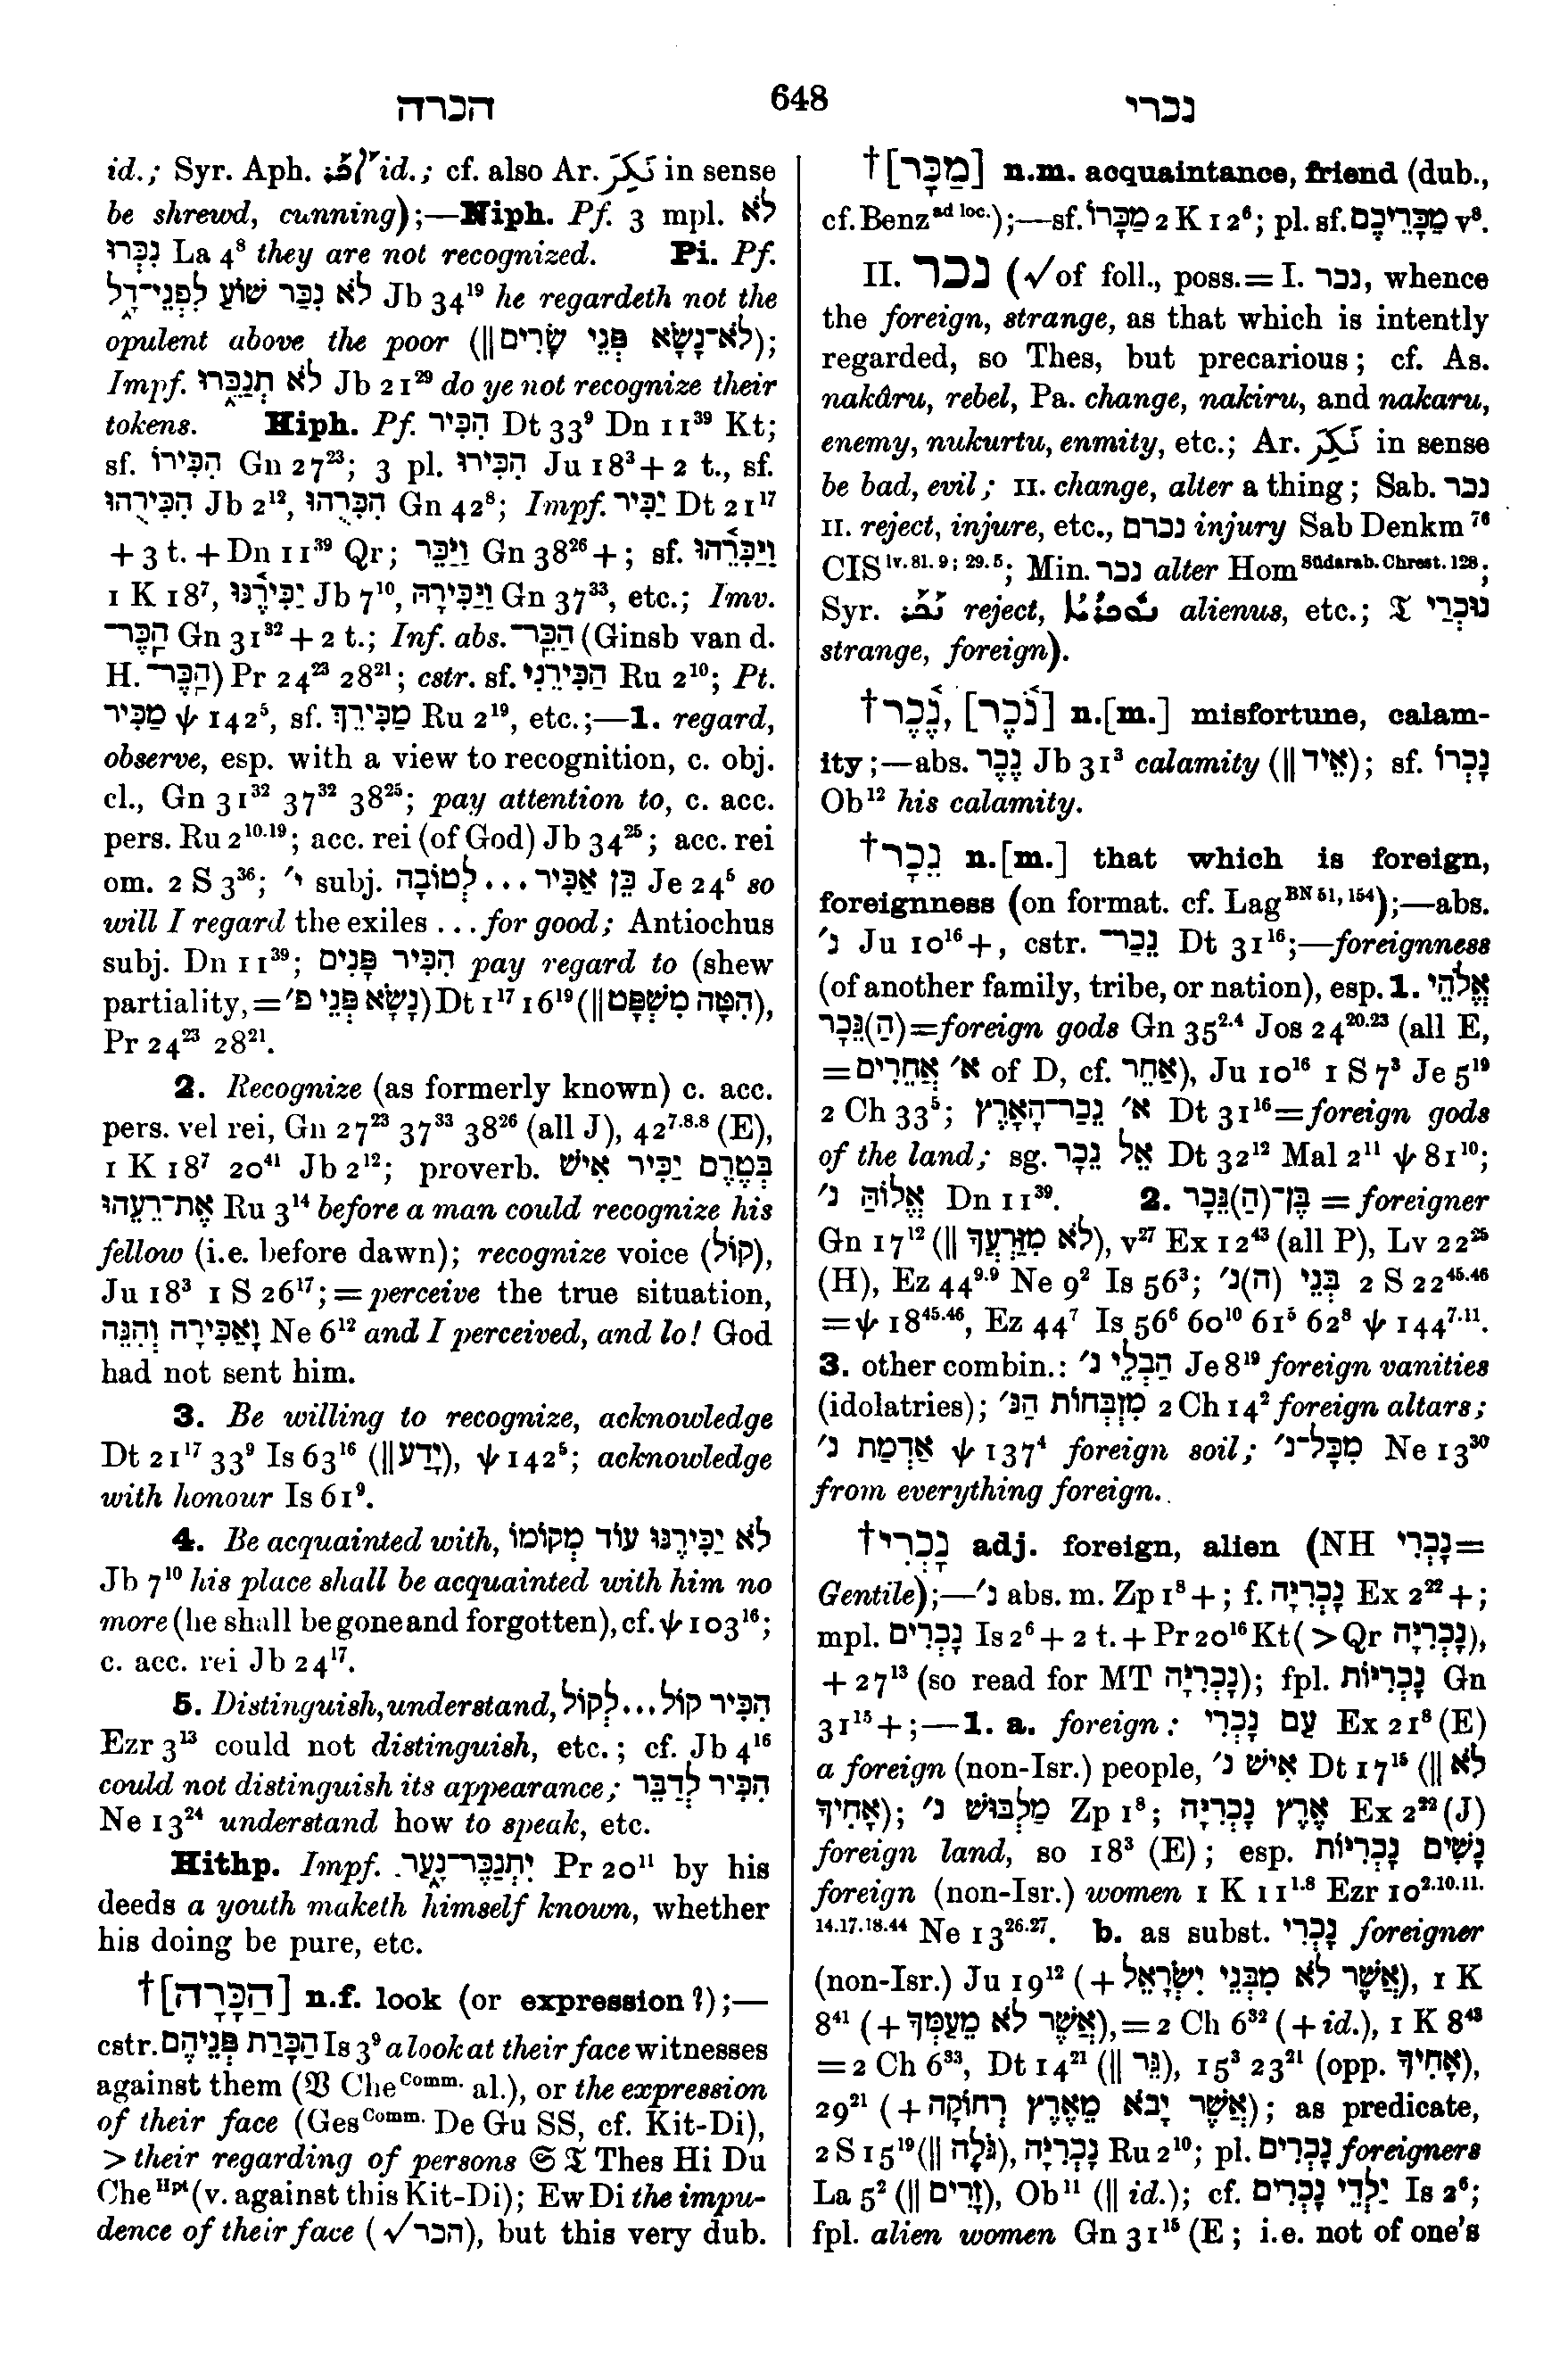 הכרה 648 נכרי
id.; Syr. Aph. id.; cf. also Ar. نَكِرَ in sense
be shrewd, cunning);—Niph. Pf. 3 mpl. לֹא
נִכְּרוּ La 4⁸ they are not recognized. Pi. Pf.
לֹא נִכַּר שׁוֹעַ לִפְנֵי־דָל Jb 34¹⁹ he regardeth not the
opulent above the poor (‖ לֹא־נָשָׂא פְּנֵי שָׂרִים);
Impf. לֹא תְנַכֵּרוּ Jb 21²⁹ do ye not recognize their
tokens. Hiph. Pf. הִכִּיר Dt 33⁹ Dn 11³⁹ Kt;
sf. הִכִּירוֹ Gn 27²³; 3 pl. הִכִּירוּ Ju 18³ + 2 t., sf.
הִכִּירֻהוּ Jb 2¹², הִכִּרֻהוּ Gn 42⁸; Impf. יַכִּיר Dt 21¹⁷
+ 3 t. + Dn 11³⁹ Qr; וַיַּכֵּר Gn 38²⁶ +; sf. וַיַּכִּרֵהוּ
1 K 18⁷, יַכִּירֶנּוּ Jb 7¹⁰, וַיַּכִּירָהּ Gn 37³³, etc.; Imv.
הַכֶּר־ Gn 31³² + 2 t.; Inf. abs. הַכֵּר־ (Ginsb van d.
H. הַכֶּר־) Pr 24²³ 28²¹; cstr. sf. הַכִּירֵנִי Ru 2¹⁰; Pt.
מַכִּיר ψ 142⁵, sf. מַכִּירֵךְ Ru 2¹⁹, etc.;—1. regard,
observe, esp. with a view to recognition, c. obj.
cl., Gn 31³² 37³² 38²⁵; pay attention to, c. acc.
pers. Ru 2¹⁰·¹⁹; acc. rei (of God) Jb 34²⁵; acc. rei
om. 2 S 3³⁶; י׳ subj. כֵּן אַכִּיר ... לְטוֹבָה Je 24⁵ so
will I regard the exiles ... for good; Antiochus
subj. Dn 11³⁹; הִכִּיר פָּנִים pay regard to (shew
partiality, = נָשָׂא פְּנֵי פ׳) Dt 1¹⁷ 16¹⁹ (‖ הִטָּה מִשְׁפָּט),
Pr 24²³ 28²¹.
2. Recognize (as formerly known) c. acc.
pers. vel rei, Gn 27²³ 37³³ 38²⁶ (all J), 42⁷·⁸·⁸ (E),
1 K 18⁷ 20⁴¹ Jb 2¹²; proverb. בְּטֶרֶם יַכִּיר אִישׁ
אֶת־רֵעֵהוּ Ru 3¹⁴ before a man could recognize his
fellow (i.e. before dawn); recognize voice (קוֹל),
Ju 18³ 1 S 26¹⁷; = perceive the true situation,
וָאַכִּירָה וְהִנֵּה Ne 6¹² and I perceived, and lo! God
had not sent him.
3. Be willing to recognize, acknowledge
Dt 21¹⁷ 33⁹ Is 63¹⁶ (‖ יָדַע), ψ 142⁵; acknowledge
with honour Is 61⁹.
4. Be acquainted with, לֹא יַכִּירֶנּוּ עוֹד מְקוֹמוֹ
Jb 7¹⁰ his place shall be acquainted with him no
more (he shall be gone and forgotten), cf. ψ 103¹⁶;
c. acc. rei Jb 24¹⁷.
5. Distinguish, understand, הִכִּיר קוֹל ... לְקוֹל
Ezr 3¹³ could not distinguish, etc.; cf. Jb 4¹⁶
could not distinguish its appearance; הִכִּיר לְדַבֵּר
Ne 13²⁴ understand how to speak, etc.
Hithp. Impf. יִתְנַכֶּר־נָעַר Pr 20¹¹ by his
deeds a youth maketh himself known, whether
his doing be pure, etc.
†[הַכָּרָה] n.f. look (or expression?);—
cstr. הַכָּרַת פְּנֵיהֶם Is 3⁹ a look at their face witnesses
against them (𝔙 Che Comm. al.), or the expression
of their face (Ges Comm. De Gu SS, cf. Kit-Di),
> their regarding of persons 𝔖 𝔗 Thes Hi Du
Che Hpt (v. against this Kit-Di); Ew Di the impu-
dence of their face (√הכר), but this very dub.
†[מַכָּר] n.m. acquaintance, friend (dub.,
cf. Benz ad loc.);—sf. מַכָּרוֹ 2 K 12⁶; pl. sf. מַכָּרֵיכֶם v⁸.
II. נכר (√of foll., poss. = I. נכר, whence
the foreign, strange, as that which is intently
regarded, so Thes, but precarious; cf. As.
nakâru, rebel, Pa. change, nakiru, and nakaru,
enemy, nukurtu, enmity, etc.; Ar. نَكِرَ in sense
be bad, evil; II. change, alter a thing; Sab. נכר
II. reject, injure, etc., נכרם injury Sab Denkm⁷⁶
CIS iv. 81. 9; 29. 5; Min. נכר alter Hom Südarab. Chrest. 128;
Syr. reject, alienus, etc.; 𝔗 נוּכְרַי
strange, foreign).
†נֵכֶר, [נֹכֶר] n.[m.] misfortune, calam-
ity;—abs. נֵכֶר Jb 31³ calamity (‖ אֵיד); sf. נָכְרוֹ
Ob¹² his calamity.
†נֵכָר n.[m.] that which is foreign,
foreignness (on format. cf. Lag BN 51, 154);—abs.
נ׳ Ju 10¹⁶ +, cstr. נֵכַר־ Dt 31¹⁶;—foreignness
(of another family, tribe, or nation), esp. 1. אֱלֹהֵי
(הַ)נֵּכָר = foreign gods Gn 35²·⁴ Jos 24²⁰·²³ (all E,
= א׳ אֲחֵרִים of D, cf. אַחֵר), Ju 10¹⁶ 1 S 7³ Je 5¹⁹
2 Ch 33⁵; א׳ נֵכַר־הָאָרֶץ Dt 31¹⁶ = foreign gods
of the land; sg. אֵל נֵכָר Dt 32¹² Mal 2¹¹ ψ 81¹⁰;
אֱלוֹהַּ נ׳ Dn 11³⁹. 2. בֶּן־(הַ)נֵּכָר = foreigner
Gn 17¹² (‖ לֹא מִזַּרְעֲךָ), v²⁷ Ex 12⁴³ (all P), Lv 22²⁵
(H), Ez 44⁹·⁹ Ne 9² Is 56³; בְּנֵי (ה)נ׳ 2 S 22⁴⁵·⁴⁶
= ψ 18⁴⁵·⁴⁶, Ez 44⁷ Is 56⁶ 60¹⁰ 61⁵ 62⁸ ψ 144⁷·¹¹.
3. other combin.: הַבְלֵי נ׳ Je 8¹⁹ foreign vanities
(idolatries); מִזְבְּחוֹת הַנּ׳ 2 Ch 14² foreign altars;
אַדְמַת נ׳ ψ 137⁴ foreign soil; מִכָּל־נ׳ Ne 13³⁰
from everything foreign.
†נָכְרִי adj. foreign, alien (NH נָכְרִי =
Gentile);—נ׳ abs. m. Zp 1⁸ +; f. נָכְרִיָּה Ex 2²² +;
mpl. נָכְרִים Is 2⁶ + 2 t. + Pr 20¹⁶ Kt (> Qr נָכְרִיָּה),
+ 27¹³ (so read for MT נָכְרִיָּה); fpl. נָכְרִיּוֹת Gn
31¹⁵ +;—1. a. foreign: עַם נָכְרִי Ex 21⁸ (E)
a foreign (non-Isr.) people, אִישׁ נ׳ Dt 17¹⁵ (‖ לֹא
אָחִיךָ); מַלְבּוּשׁ נ׳ Zp 1⁸; אֶרֶץ נָכְרִיָּה Ex 2²² (J)
foreign land, so 18³ (E); esp. נָשִׁים נָכְרִיּוֹת
foreign (non-Isr.) women 1 K 11¹·⁸ Ezr 10²·¹⁰·¹¹·
¹⁴·¹⁷·¹⁸·⁴⁴ Ne 13²⁶·²⁷. b. as subst. נָכְרִי foreigner
(non-Isr.) Ju 19¹² (+ אֲשֶׁר לֹא מִבְּנֵי יִשְׂרָאֵל), 1 K
8⁴¹ (+ אֲשֶׁר לֹא מֵעַמְּךָ), = 2 Ch 6³² (+ id.), 1 K 8⁴³
= 2 Ch 6³³, Dt 14²¹ (‖ גֵּר), 15³ 23²¹ (opp. אָחִיךָ),
29²¹ (+ אֲשֶׁר יָבֹא מֵאֶרֶץ רְחוֹקָה); as predicate,
2 S 15¹⁹ (‖ גֹּלֶה), נָכְרִיָּה Ru 2¹⁰; pl. נָכְרִים foreigners
La 5² (‖ זָרִים), Ob¹¹ (‖ id.); cf. יַלְדֵי נָכְרִים Is 2⁶;
fpl. alien women Gn 31¹⁵ (E; i.e. not of one's